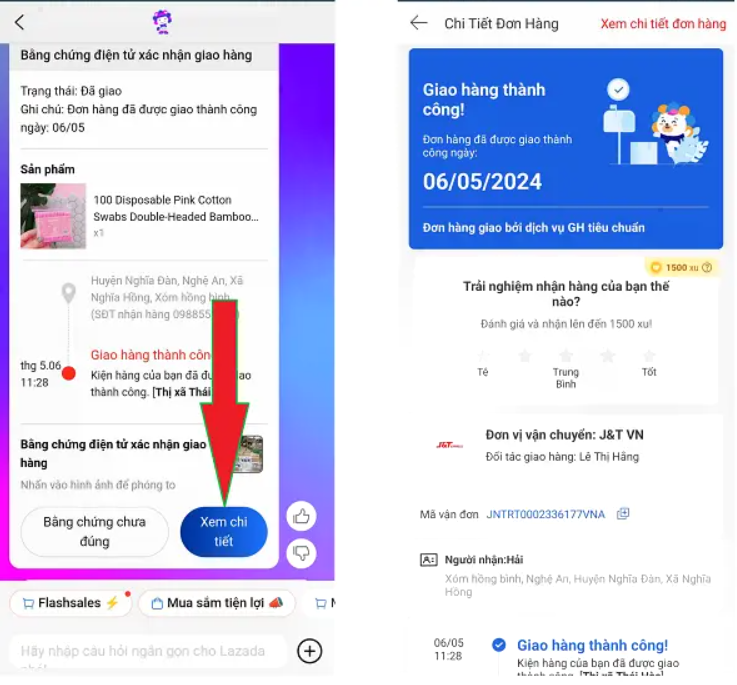 Bằng chứng điện tử xác nhận giao hàng
Trạng thái: Đã giao
Ghi chú: Đơn hàng đã được giao thành công
ngày: 06/05
Sản phẩm
100 Disposable Pink Cotton
Swabs Double-Headed Bamboo...
x1
Huyện Nghĩa Đàn, Nghệ An, Xã
Nghĩa Hồng, Xóm hồng bình
(SĐT nhận hàng 098855
thg 5.06
11:28
Giao hàng thành côn
Kiện hàng của bạn đã đư ao
thành công. [Thị xã Thái
Bằng chứng điện tử xác nhận giao
hàng
Nhấn vào hình ảnh để phóng to
Bằng chứng chưa
đúng
Xem chi
tiết
Flashsales
Mua sắm tiện lợi
Hãy nhập câu hỏi ngắn gọn cho Lazada
Chi Tiết Đơn Hàng
Xem chi tiết đơn hàng
Giao hàng thành
công!
Đơn hàng đã được giao thành
công ngày:
06/05/2024
Đơn hàng giao bởi dịch vụ GH tiêu chuẩn
1500 xu
Trải nghiệm nhận hàng của bạn thế
nào?
Đánh giá và nhận lên đến 1500 xu!
Tệ
Trung
Bình
Tốt
J&T
Đơn vị vận chuyển: J&T VN
Đối tác giao hàng: Lê Thị Hằng
Mã vận đơn JNTRT0002336177VNA
Người nhận:Hải
Xóm hồng bình, Nghệ An, Huyện Nghĩa Đàn, Xã Nghĩa
Hồng
06/05
11:28
Giao hàng thành công!
Kiện hàng của bạn đã được giao
thành công. [Thị xã Thái Hòa]